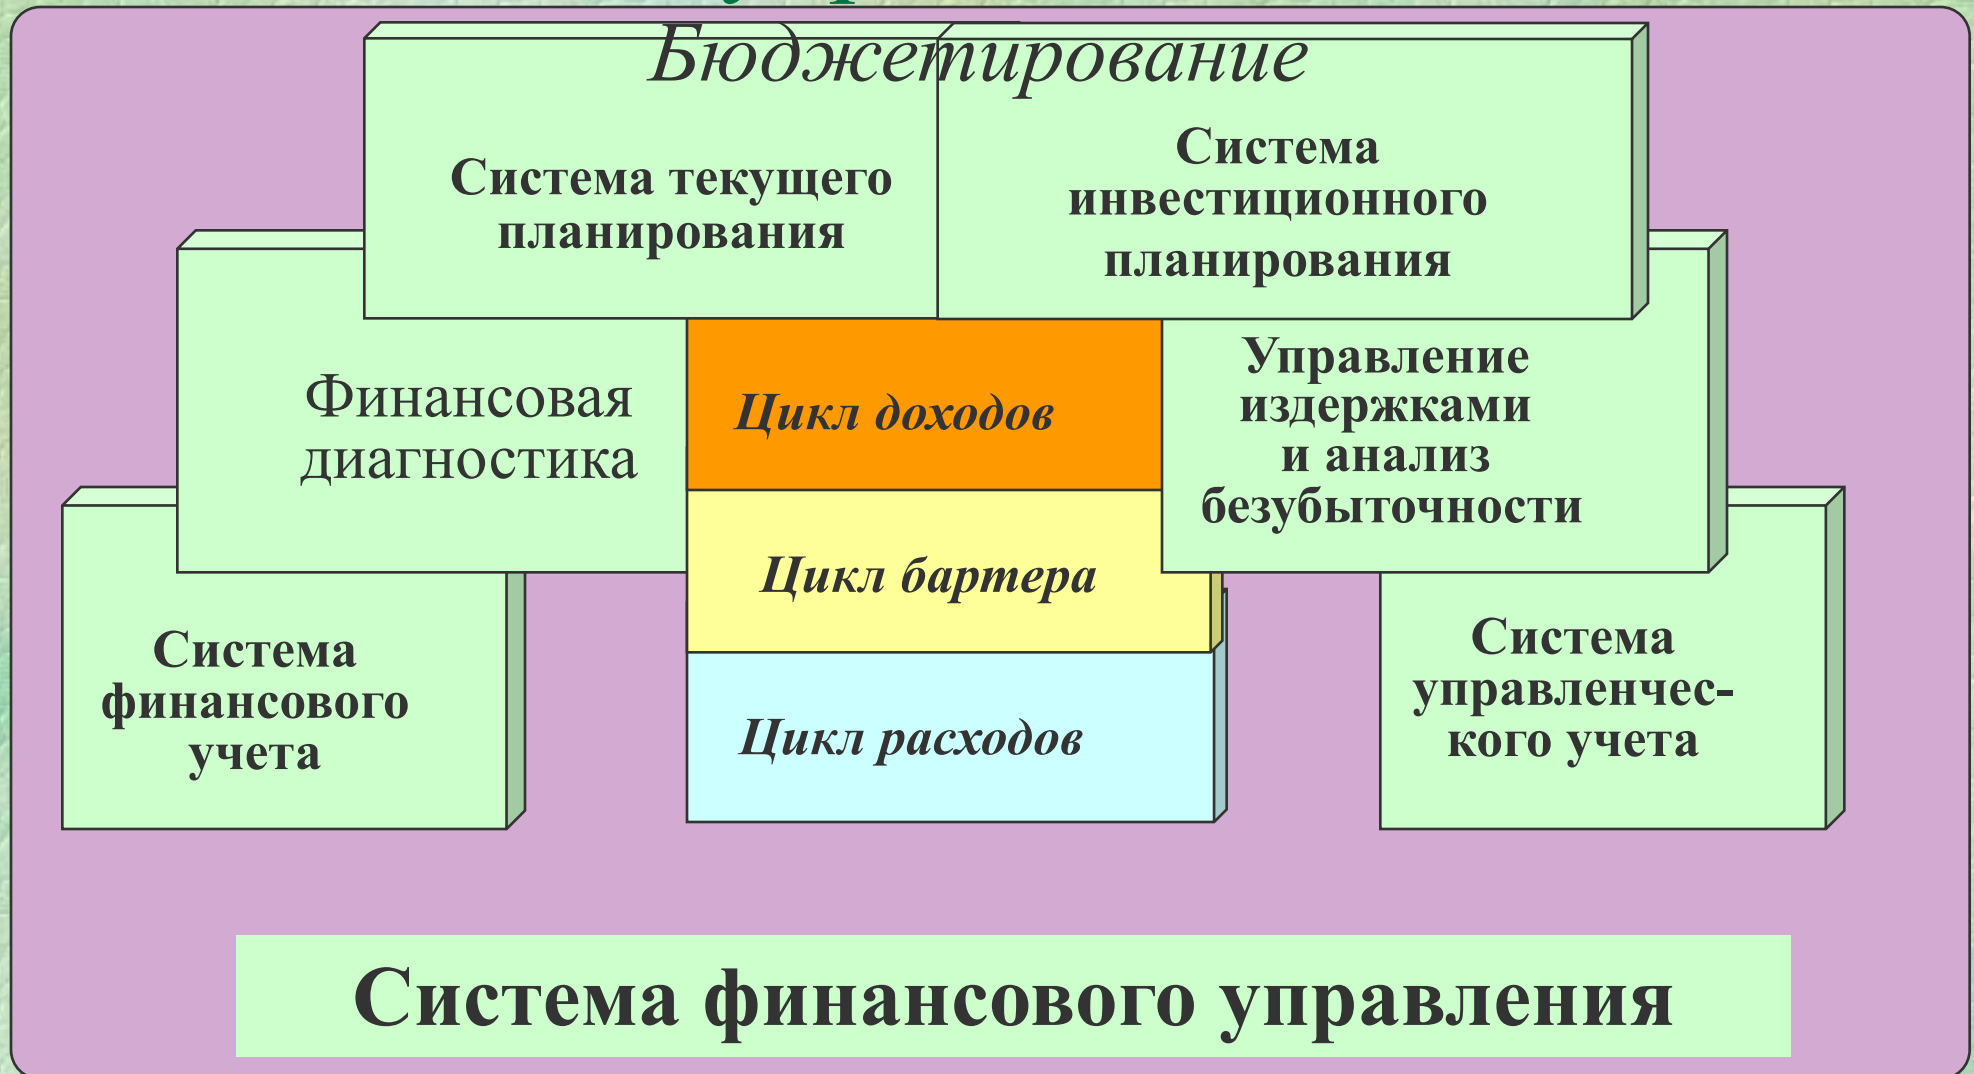 Бюджетирование
Система текущего
планирования
Система
инвестиционного
планирования
Финансовая
диагностика
Цикл доходов
Управление
издержками
и анализ
безубыточности
Цикл бартера
Система
финансового
учета
Цикл расходов
Система
управленчес-
кого учета
Система финансового управления